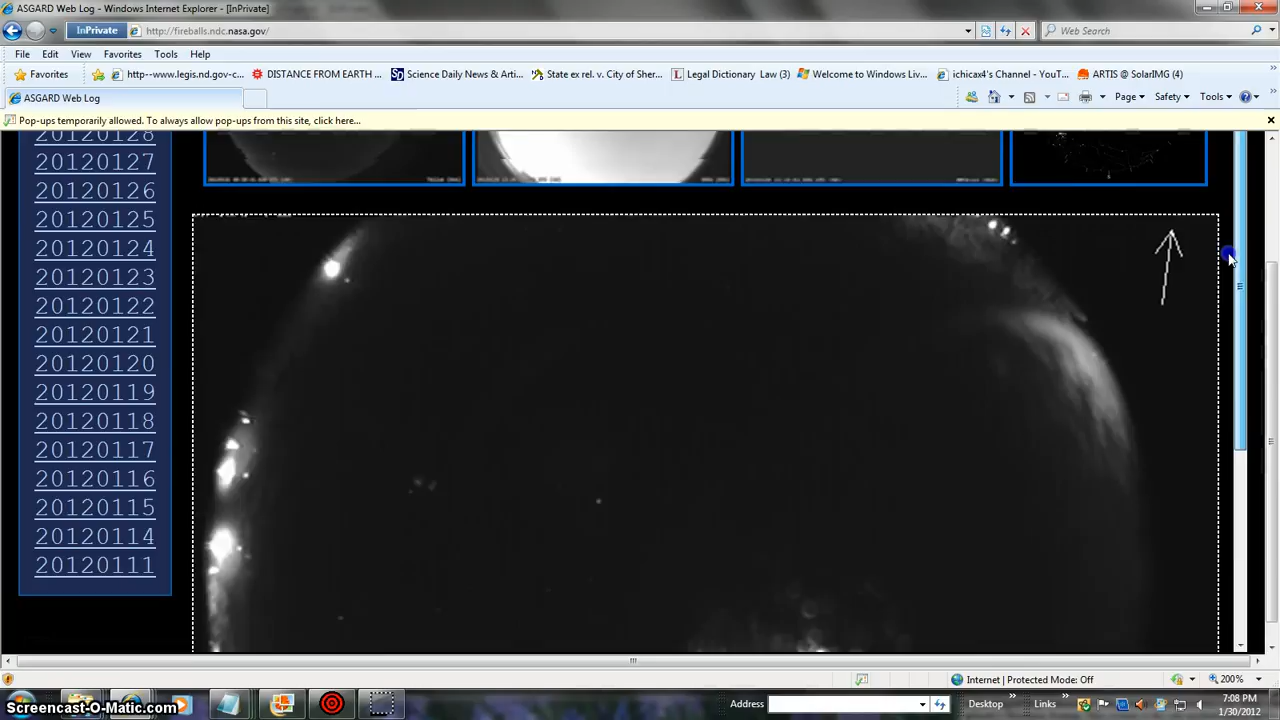 ASGARD Web Log - Windows Internet Explorer - [InPrivate]
InPrivate http://fireballs.ndc.nasa.gov/ Web Search
File Edit View Favorites Tools Help
Favorites http--www.legis.nd.gov-c... DISTANCE FROM EARTH ... Science Daily News & Arti... State ex rel. v. City of Sher... Legal Dictionary Law (3) Welcome to Windows Liv... ichicax4's Channel - YouT... ARTIS @ SolarIMG (4)
ASGARD Web Log Page Safety Tools
Pop-ups temporarily allowed. To always allow pop-ups from this site, click here...
20120128
20120127
20120126
20120125
20120124
20120123
20120122
20120121
20120120
20120119
20120118
20120117
20120116
20120115
20120114
20120111
Internet | Protected Mode: Off 200%
Screencast-O-Matic.com Address Desktop Links 7:08 PM
1/30/2012